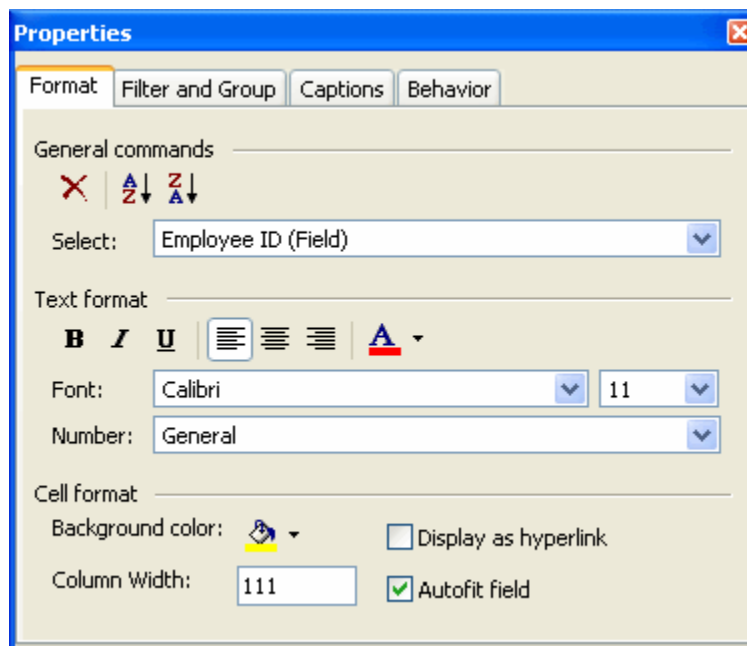 Properties
Format Filter and Group Captions Behavior
General commands
A Z Z A
Select: Employee ID (Field)
Text format
B I U A
Font: Calibri 11
Number: General
Cell format
Background color: Display as hyperlink
Column Width: 111 Autofit field